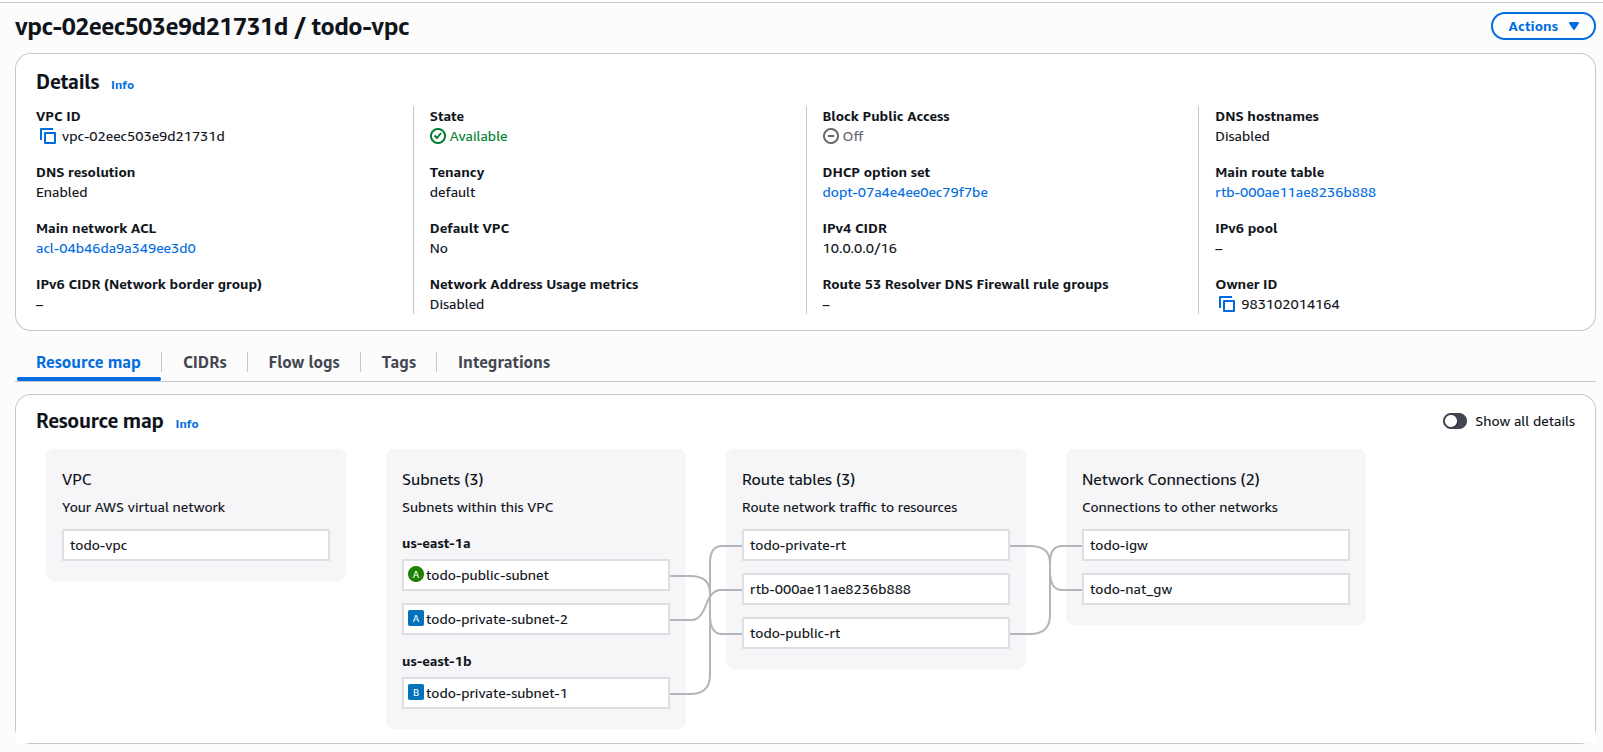 vpc-02eec503e9d21731d / todo-vpc
Actions
Details Info
VPC ID
vpc-02eec503e9d21731d
State
Available
Block Public Access
Off
DNS hostnames
Disabled
DNS resolution
Enabled
Tenancy
default
DHCP option set
dopt-07a4e4ee0ec79f7be
Main route table
rtb-000ae11ae8236b888
Main network ACL
acl-04b46da9a349ee3d0
Default VPC
No
IPv4 CIDR
10.0.0.0/16
IPv6 pool
–
IPv6 CIDR (Network border group)
–
Network Address Usage metrics
Disabled
Route 53 Resolver DNS Firewall rule groups
–
Owner ID
983102014164
Resource map
CIDRs
Flow logs
Tags
Integrations
Resource map Info
Show all details
VPC
Your AWS virtual network
todo-vpc
Subnets (3)
Subnets within this VPC
us-east-1a
A todo-public-subnet
A todo-private-subnet-2
us-east-1b
B todo-private-subnet-1
Route tables (3)
Route network traffic to resources
todo-private-rt
rtb-000ae11ae8236b888
todo-public-rt
Network Connections (2)
Connections to other networks
todo-igw
todo-nat_gw